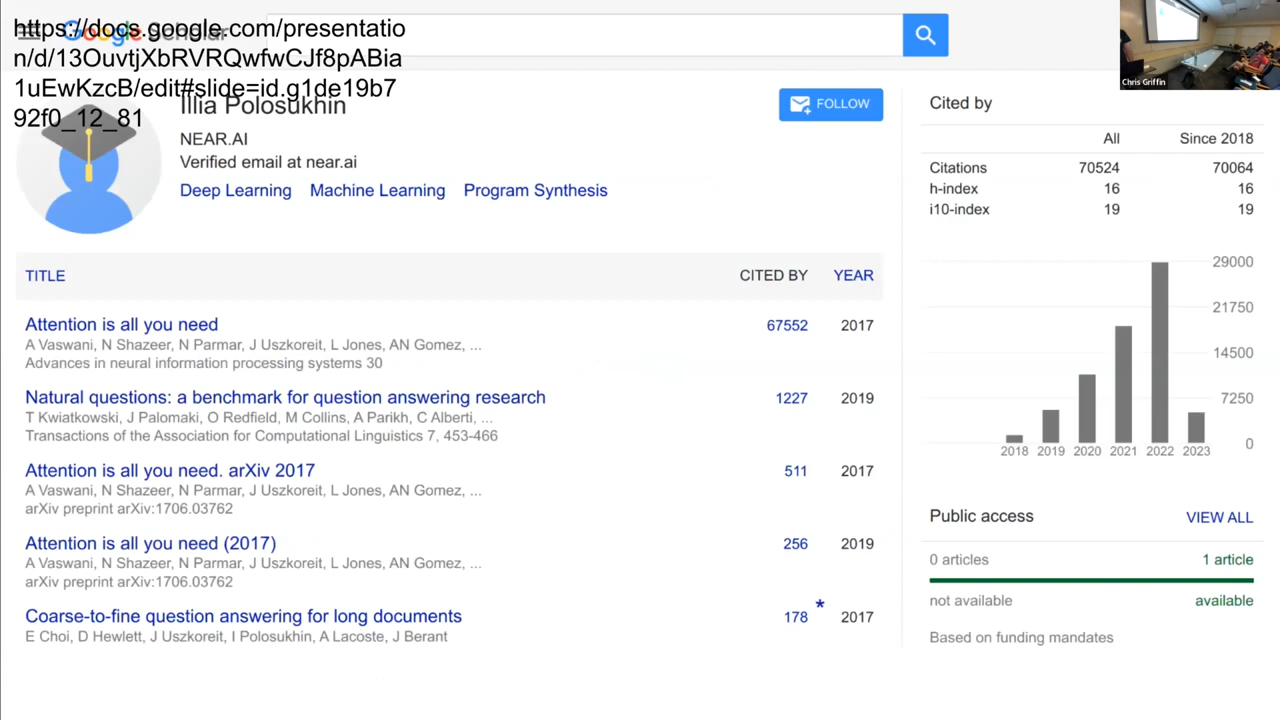 https://docs.google.com/presentatio
n/d/13OuvtjXbRVRQwfwCJf8pABia
1uEwKzcB/edit#slide=id.g1de19b7
92f0_12_81
Google Scholar
Chris Griffin
Illia Polosukhin
FOLLOW
NEAR.AI
Verified email at near.ai
Deep Learning Machine Learning Program Synthesis
TITLE CITED BY YEAR
Attention is all you need 67552 2017
A Vaswani, N Shazeer, N Parmar, J Uszkoreit, L Jones, AN Gomez, ...
Advances in neural information processing systems 30
Natural questions: a benchmark for question answering research 1227 2019
T Kwiatkowski, J Palomaki, O Redfield, M Collins, A Parikh, C Alberti, ...
Transactions of the Association for Computational Linguistics 7, 453-466
Attention is all you need. arXiv 2017 511 2017
A Vaswani, N Shazeer, N Parmar, J Uszkoreit, L Jones, AN Gomez, ...
arXiv preprint arXiv:1706.03762
Attention is all you need (2017) 256 2019
A Vaswani, N Shazeer, N Parmar, J Uszkoreit, L Jones, AN Gomez, ...
arXiv preprint arXiv:1706.03762
Coarse-to-fine question answering for long documents 178 * 2017
E Choi, D Hewlett, J Uszkoreit, I Polosukhin, A Lacoste, J Berant
Cited by
All Since 2018
Citations 70524 70064
h-index 16 16
i10-index 19 19
29000
21750
14500
7250
0
2018 2019 2020 2021 2022 2023
Public access VIEW ALL
0 articles 1 article
not available available
Based on funding mandates